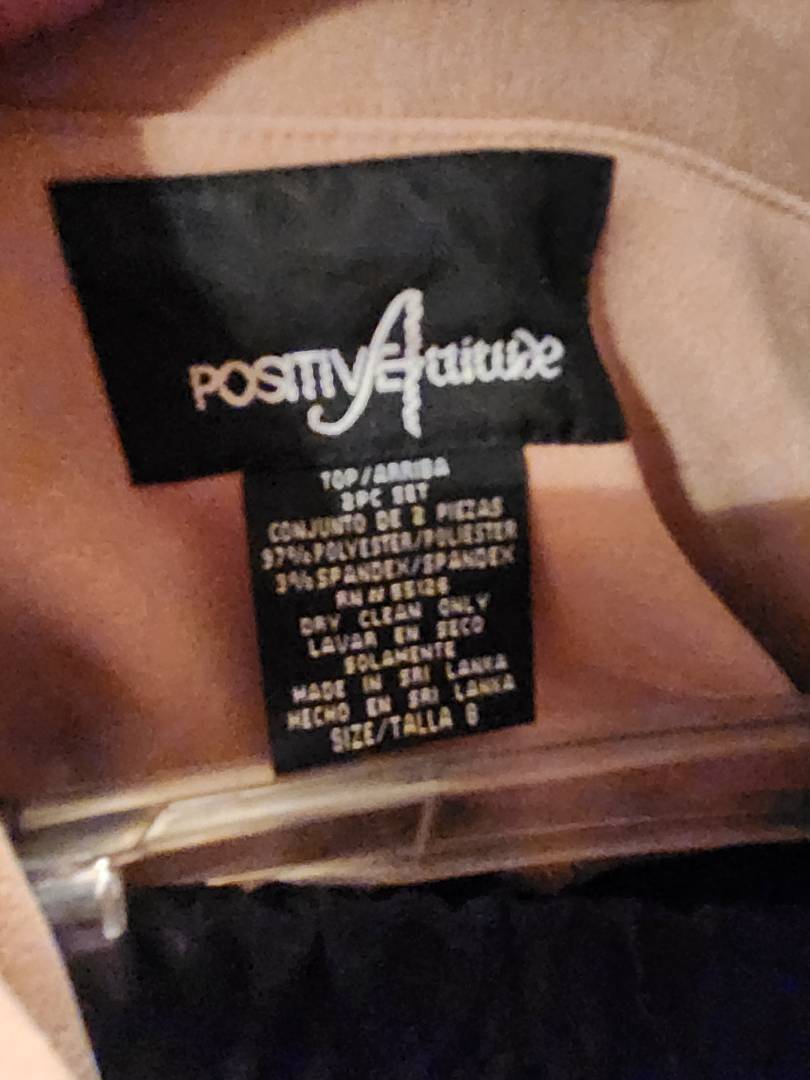 POSITIVE Attitude
TOP/ARRIBA
2PC SET
CONJUNTO DE 2 PIEZAS
97% POLYESTER/POLIESTER
3% SPANDEX/SPANDEX
RN #
DRY CLEAN ONLY
LAVAR EN SECO
SOLAMENTE
MADE IN SRI LANKA
HECHO EN SRI LANKA
SIZE/TALLA